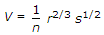 V = 1/n r^2/3 s^1/2